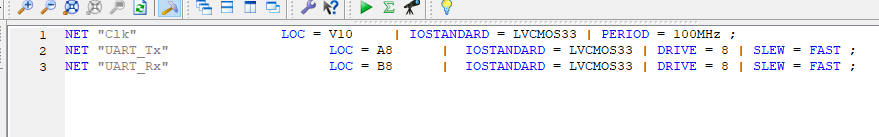 1 NET "Clk" LOC = V10 | IOSTANDARD = LVCMOS33 | PERIOD = 100MHz ;
2 NET "UART_Tx" LOC = A8 | IOSTANDARD = LVCMOS33 | DRIVE = 8 | SLEW = FAST ;
3 NET "UART_Rx" LOC = B8 | IOSTANDARD = LVCMOS33 | DRIVE = 8 | SLEW = FAST ;